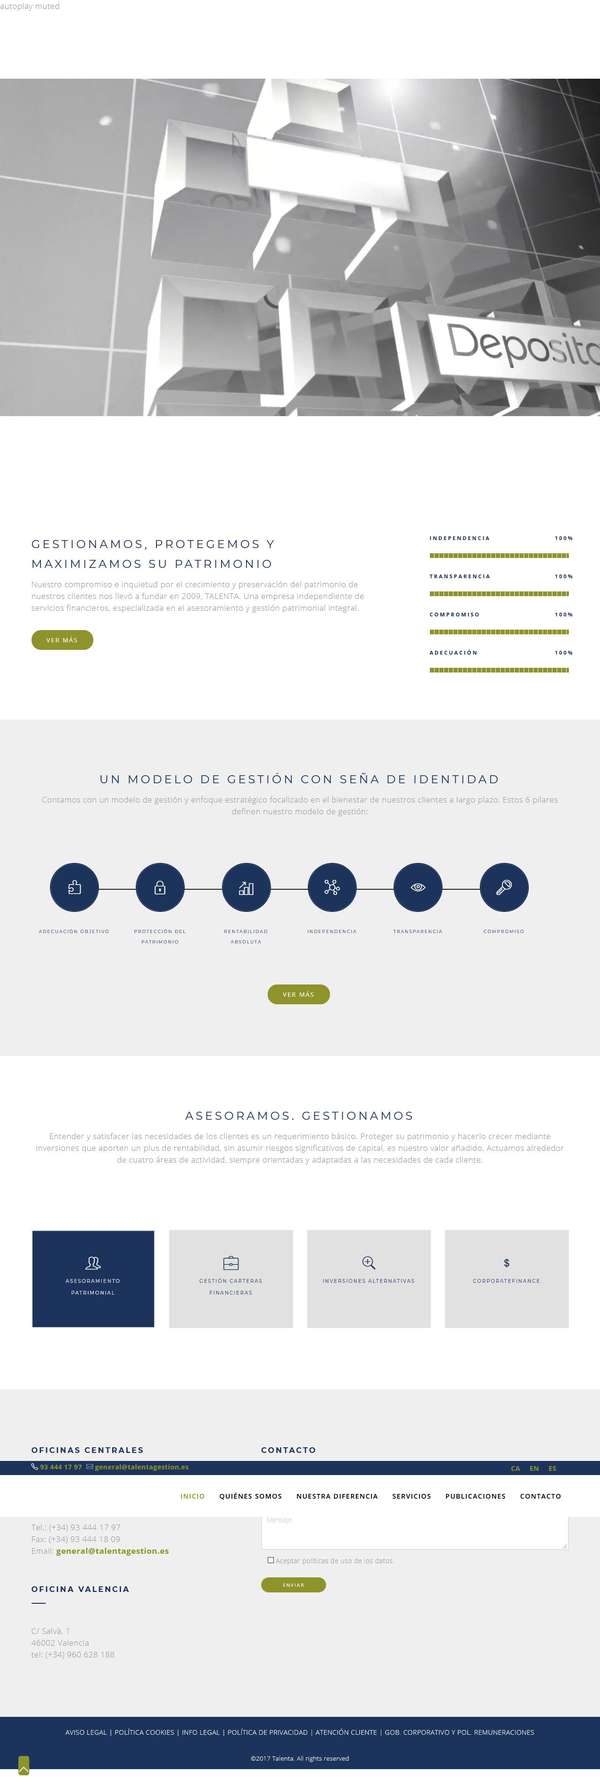 autoplay muted
Deposito
GESTIONAMOS, PROTEGEMOS Y
MAXIMIZAMOS SU PATRIMONIO
Nuestro compromiso e inquietud por el crecimiento y preservación del patrimonio de
nuestros clientes nos llevó a fundar en 2009, TALENTA. Una empresa independiente de
servicios financieros, especializada en el asesoramiento y gestión patrimonial integral.
VER MÁS
INDEPENDENCIA 100%
TRANSPARENCIA 100%
COMPROMISO 100%
ADECUACIÓN 100%
UN MODELO DE GESTIÓN CON SEÑA DE IDENTIDAD
Contamos con un modelo de gestión y enfoque estratégico focalizado en el bienestar de nuestros clientes a largo plazo. Estos 6 pilares
definen nuestro modelo de gestión:
ADECUACIÓN OBJETIVO
PROTECCIÓN DEL
PATRIMONIO
RENTABILIDAD
ABSOLUTA
INDEPENDENCIA
TRANSPARENCIA
COMPROMISO
VER MÁS
ASESORAMOS. GESTIONAMOS
Entender y satisfacer las necesidades de los clientes es un requerimiento básico. Proteger su patrimonio y hacerlo crecer mediante
inversiones que aporten un plus de rentabilidad, sin asumir riesgos significativos de capital, es nuestro valor añadido. Actuamos alrededor
de cuatro áreas de actividad, siempre orientadas y adaptadas a las necesidades de cada cliente.
ASESORAMIENTO
PATRIMONIAL
GESTIÓN CARTERAS
FINANCIERAS
INVERSIONES ALTERNATIVAS
$
CORPORATEFINANCE
OFICINAS CENTRALES
CONTACTO
93 444 17 97 general@talentagestion.es
CA EN ES
INICIO QUIÉNES SOMOS NUESTRA DIFERENCIA SERVICIOS PUBLICACIONES CONTACTO
Mensaje
Tel.: (+34) 93 444 17 97
Fax: (+34) 93 444 18 09
Email: general@talentagestion.es
Aceptar políticas de uso de los datos.
ENVIAR
OFICINA VALENCIA
C/ Salvà, 1
46002 Valencia
tel: (+34) 960 628 188
AVISO LEGAL | POLÍTICA COOKIES | INFO LEGAL | POLÍTICA DE PRIVACIDAD | ATENCIÓN CLIENTE | GOB. CORPORATIVO Y POL. REMUNERACIONES
©2017 Talenta. All rights reserved